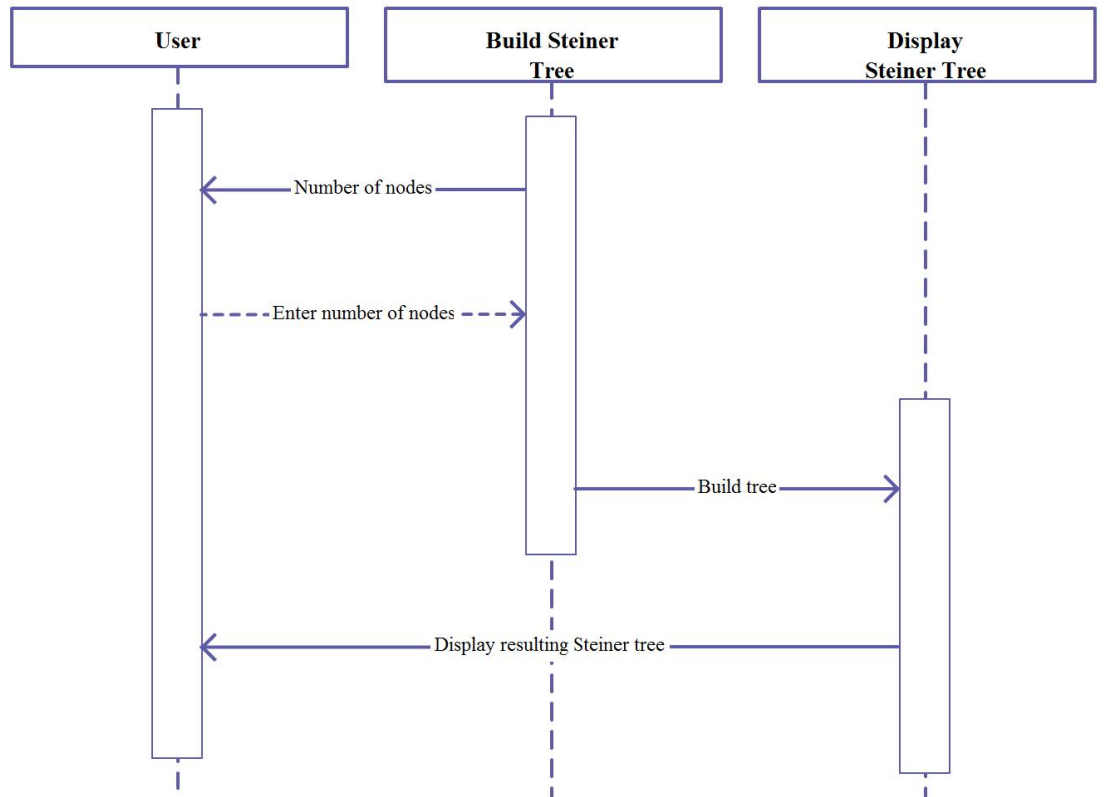 User
Build Steiner
Tree
Display
Steiner Tree
Number of nodes
Enter number of nodes
Build tree
Display resulting Steiner tree